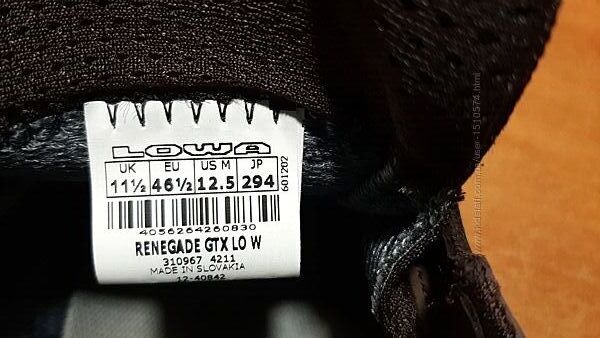 LOWA
UK EU US M JP
11½ 46½ 12.5 294
601202
4056264260830
RENEGADE GTX LO W
310967 4211
MADE IN SLOVAKIA
12-40842